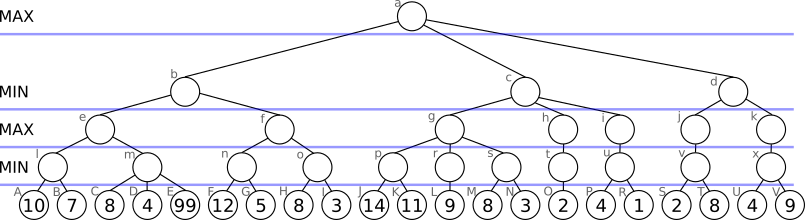 MAX
a
MIN
b
c
d
MAX
e
f
g
h
i
j
k
MIN
l
m
n
o
p
r
s
t
u
v
x
A B C D E F G H I J K L M N O P R S T U V
10 7 8 4 99 12 5 8 3 14 11 9 8 3 2 4 1 2 8 4 9